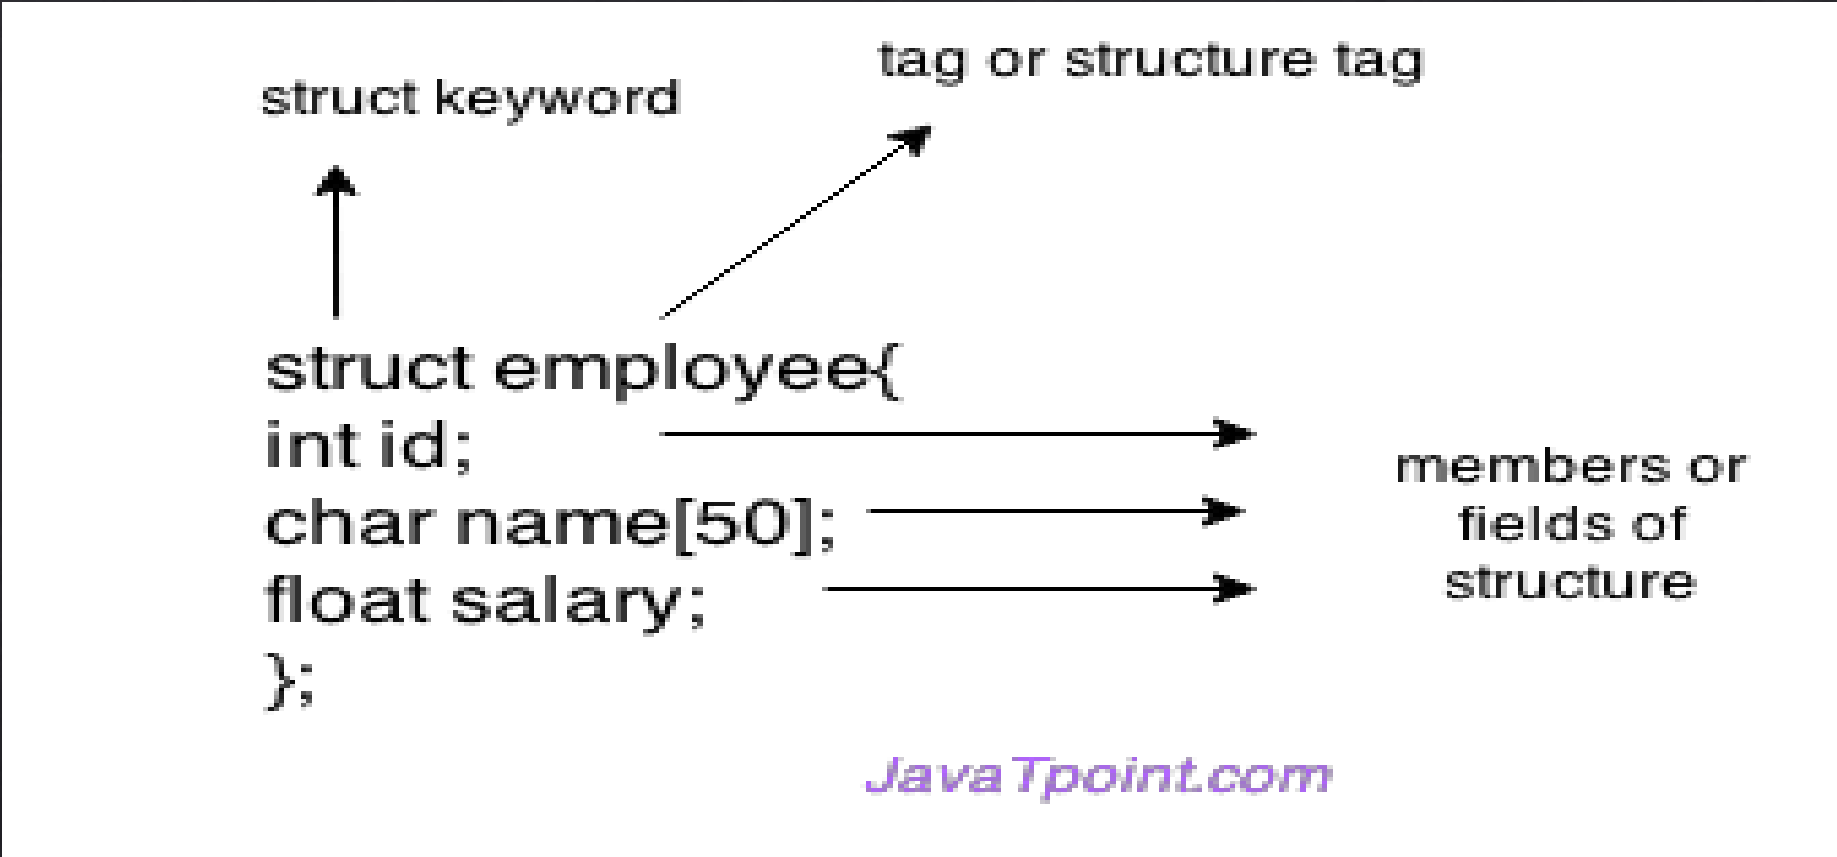 tag or structure tag
struct keyword
struct employee{
int id;
char name[50];
float salary;
};
members or
fields of
structure
JavaTpoint.com